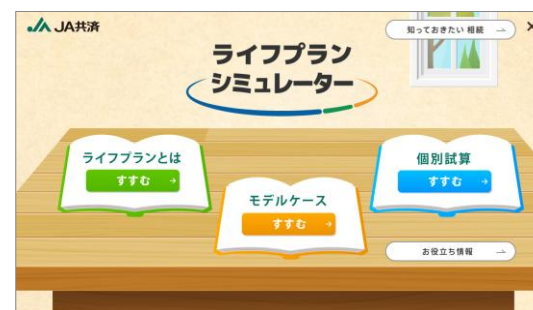 JA共済
知っておきたい 相続
ライフプラン
シミュレーター
ライフプランとは
すすむ
個別試算
すすむ
モデルケース
すすむ
お役立ち情報